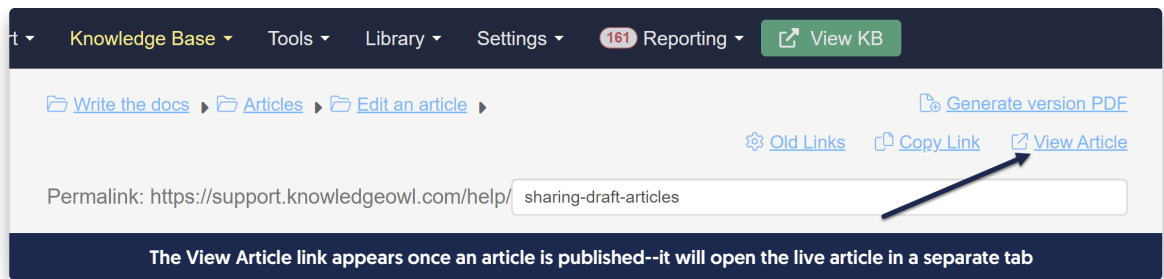 t Knowledge Base Tools Library Settings 161 Reporting View KB
Write the docs Articles Edit an article Generate version PDF
Old Links Copy Link View Article
Permalink: https://support.knowledgeowl.com/help/ sharing-draft-articles
The View Article link appears once an article is published--it will open the live article in a separate tab